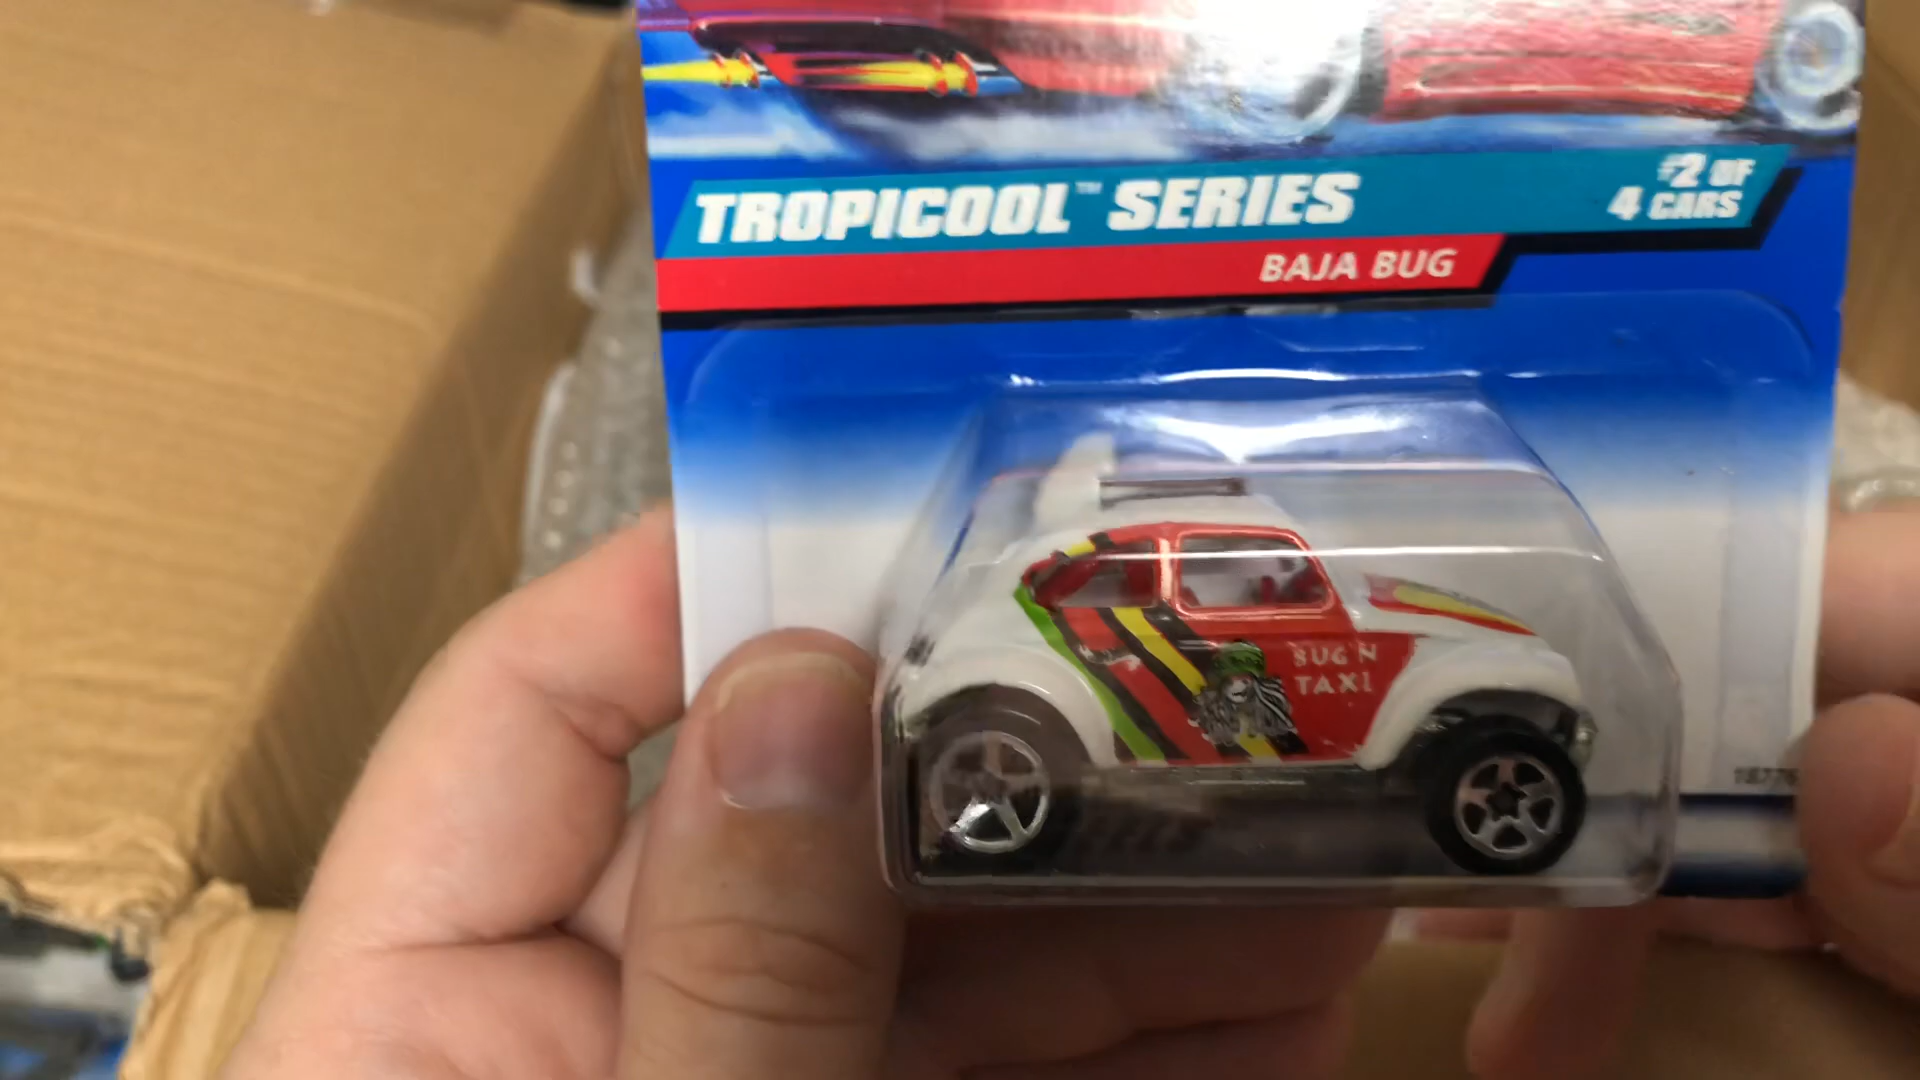 TROPICOOL™ SERIES
#2 OF
4 CARS
BAJA BUG
BUG N
TAXI